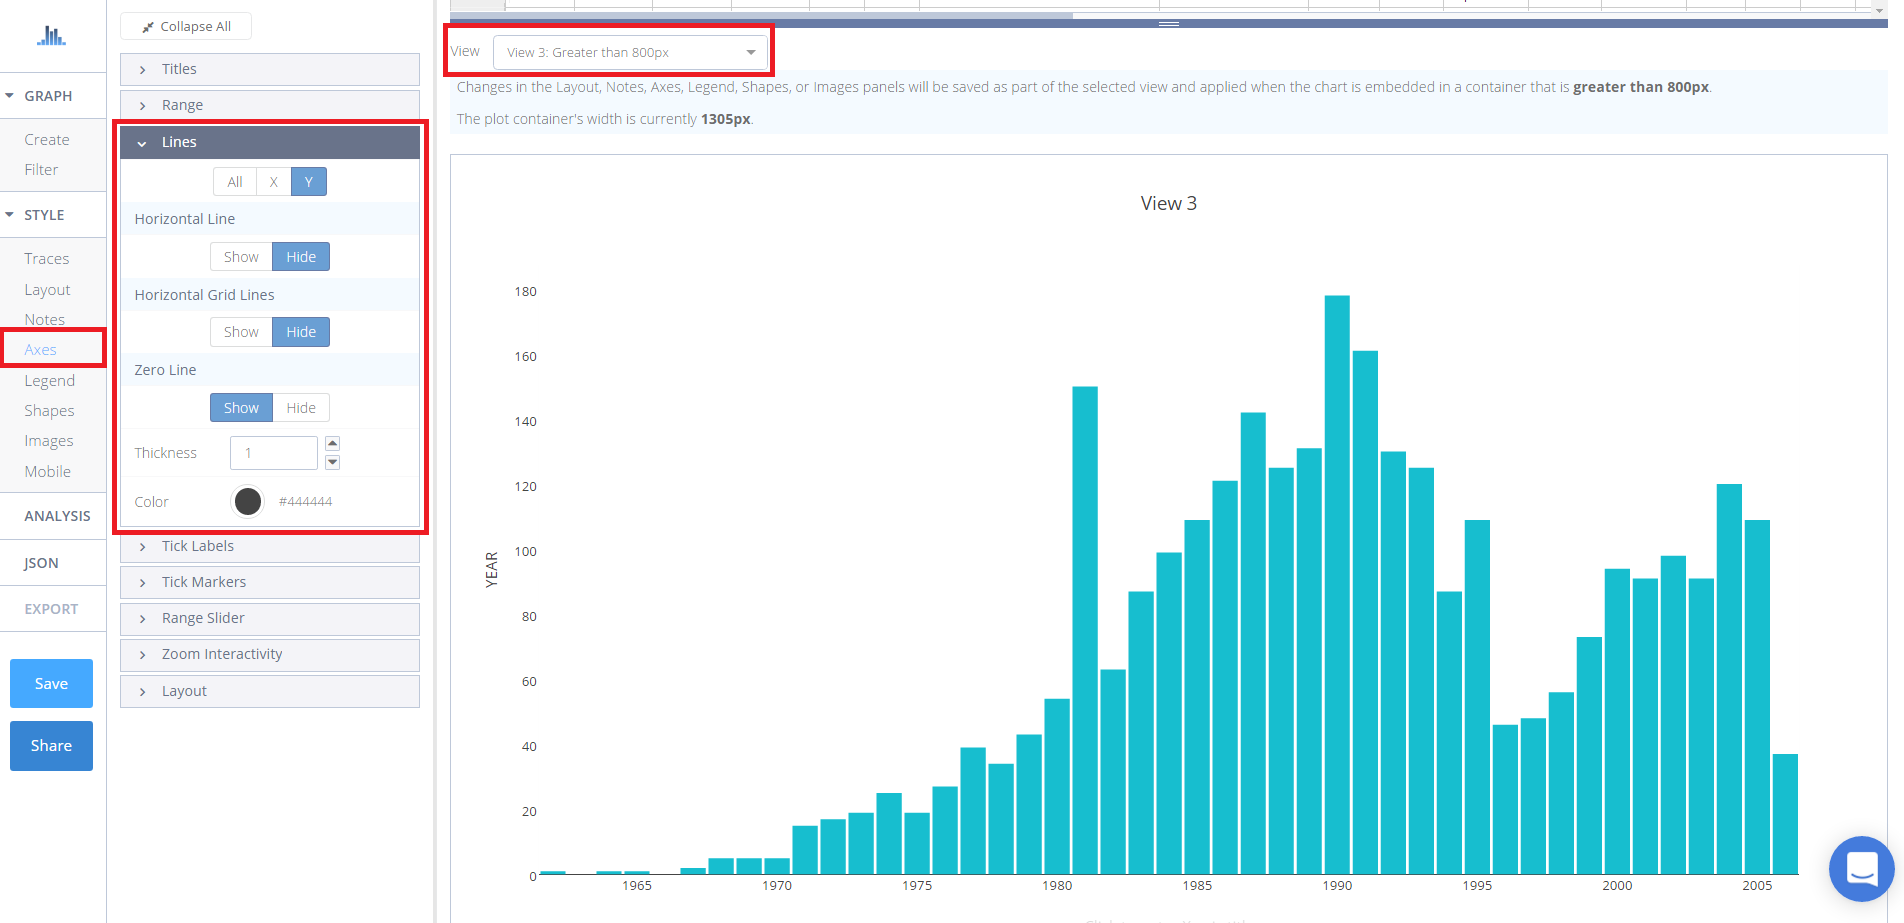 GRAPH
Create
Filter
STYLE
Traces
Layout
Notes
Axes
Legend
Shapes
Images
Mobile
ANALYSIS
JSON
EXPORT
Save
Share
Collapse All
Titles
Range
Lines
All X Y
Horizontal Line
Show Hide
Horizontal Grid Lines
Show Hide
Zero Line
Show Hide
Thickness 1
Color #444444
Tick Labels
Tick Markers
Range Slider
Zoom Interactivity
Layout
View View 3: Greater than 800px
Changes in the Layout, Notes, Axes, Legend, Shapes, or Images panels will be saved as part of the selected view and applied when the chart is embedded in a container that is greater than 800px.
The plot container's width is currently 1305px.
View 3
YEAR
180
160
140
120
100
80
60
40
20
0
1965 1970 1975 1980 1985 1990 1995 2000 2005